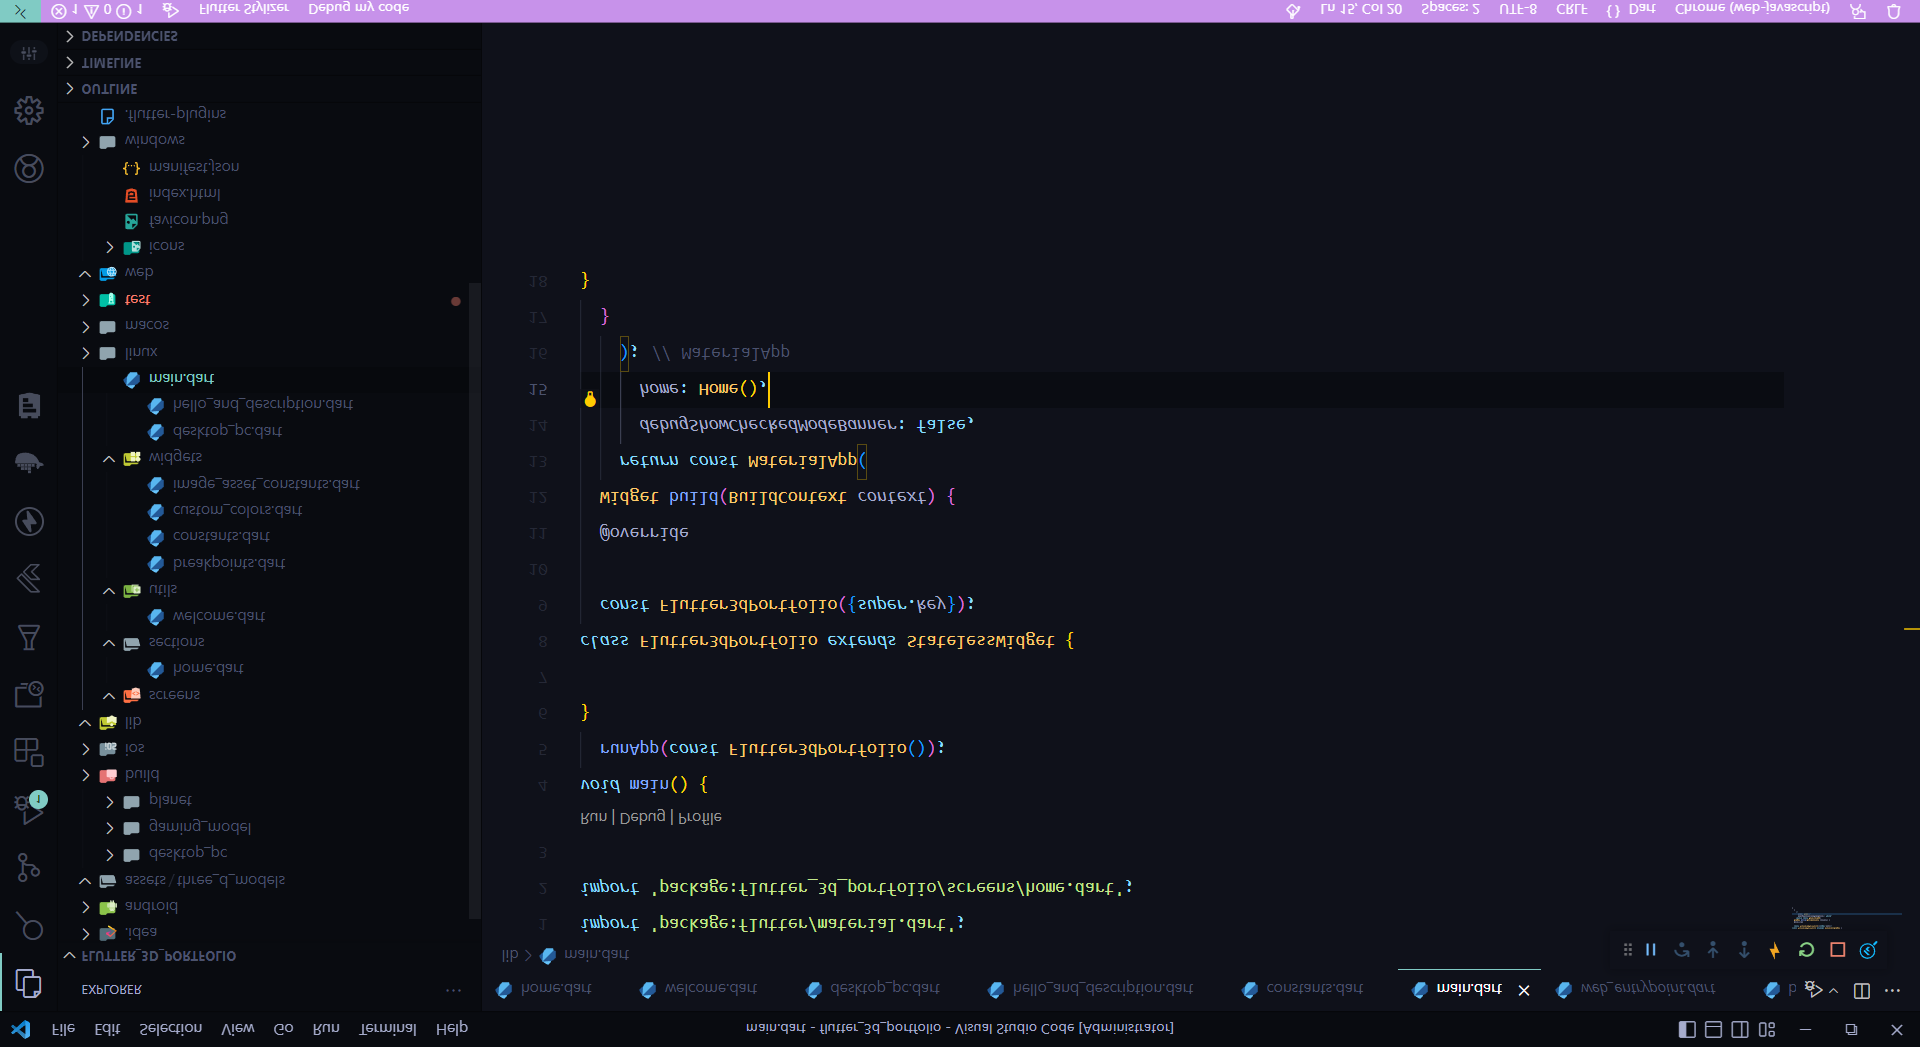 File Edit Selection View Go Run Terminal Help
main.dart - flutter_3d_portfolio - Visual Studio Code [Administrator]
EXPLORER
FLUTTER_3D_PORTFOLIO
.idea
android
assets\three_d_models
desktop_pc
gaming_model
planet
build
ios
lib
screens
home.dart
sections
welcome.dart
utils
breakpoints.dart
constants.dart
custom_colors.dart
image_asset_constants.dart
widgets
desktop_pc.dart
hello_and_description.dart
main.dart
linux
macos
test
web
icons
favicon.png
index.html
manifest.json
windows
.flutter-plugins
OUTLINE
TIMELINE
DEPENDENCIES
home.dart welcome.dart desktop_pc.dart hello_and_description.dart constants.dart main.dart web_entrypoint.dart b
lib > main.dart
1 import 'package:flutter/material.dart';
2 import 'package:flutter_3d_portfolio/screens/home.dart';
3
Run | Debug | Profile
4 void main() {
5 runApp(const Flutter3dPortfolio());
6 }
7
8 class Flutter3dPortfolio extends StatelessWidget {
9 const Flutter3dPortfolio({super.key});
10
11 @override
12 Widget build(BuildContext context) {
13 return const MaterialApp(
14 debugShowCheckedModeBanner: false,
15 home: Home(),
16 ); // MaterialApp
17 }
18 }
1
1 0 1 Flutter Stylizer Debug my code
Ln 15, Col 20 Spaces: 2 UTF-8 CRLF { } Dart Chrome (web-javascript)